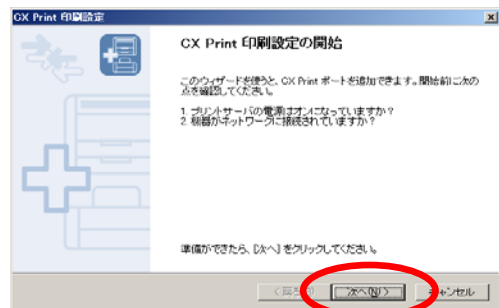 CX Print 印刷設定
CX Print 印刷設定の開始
このウィザードを使うと、CX Print ポートを追加できます。開始前に次の
点を確認してください。
1. プリントサーバの電源はオンになっていますか?
2. 機器がネットワークに接続されていますか?
準備ができたら、[次へ] をクリックしてください。
< 戻る
次へ(N) >
キャンセル